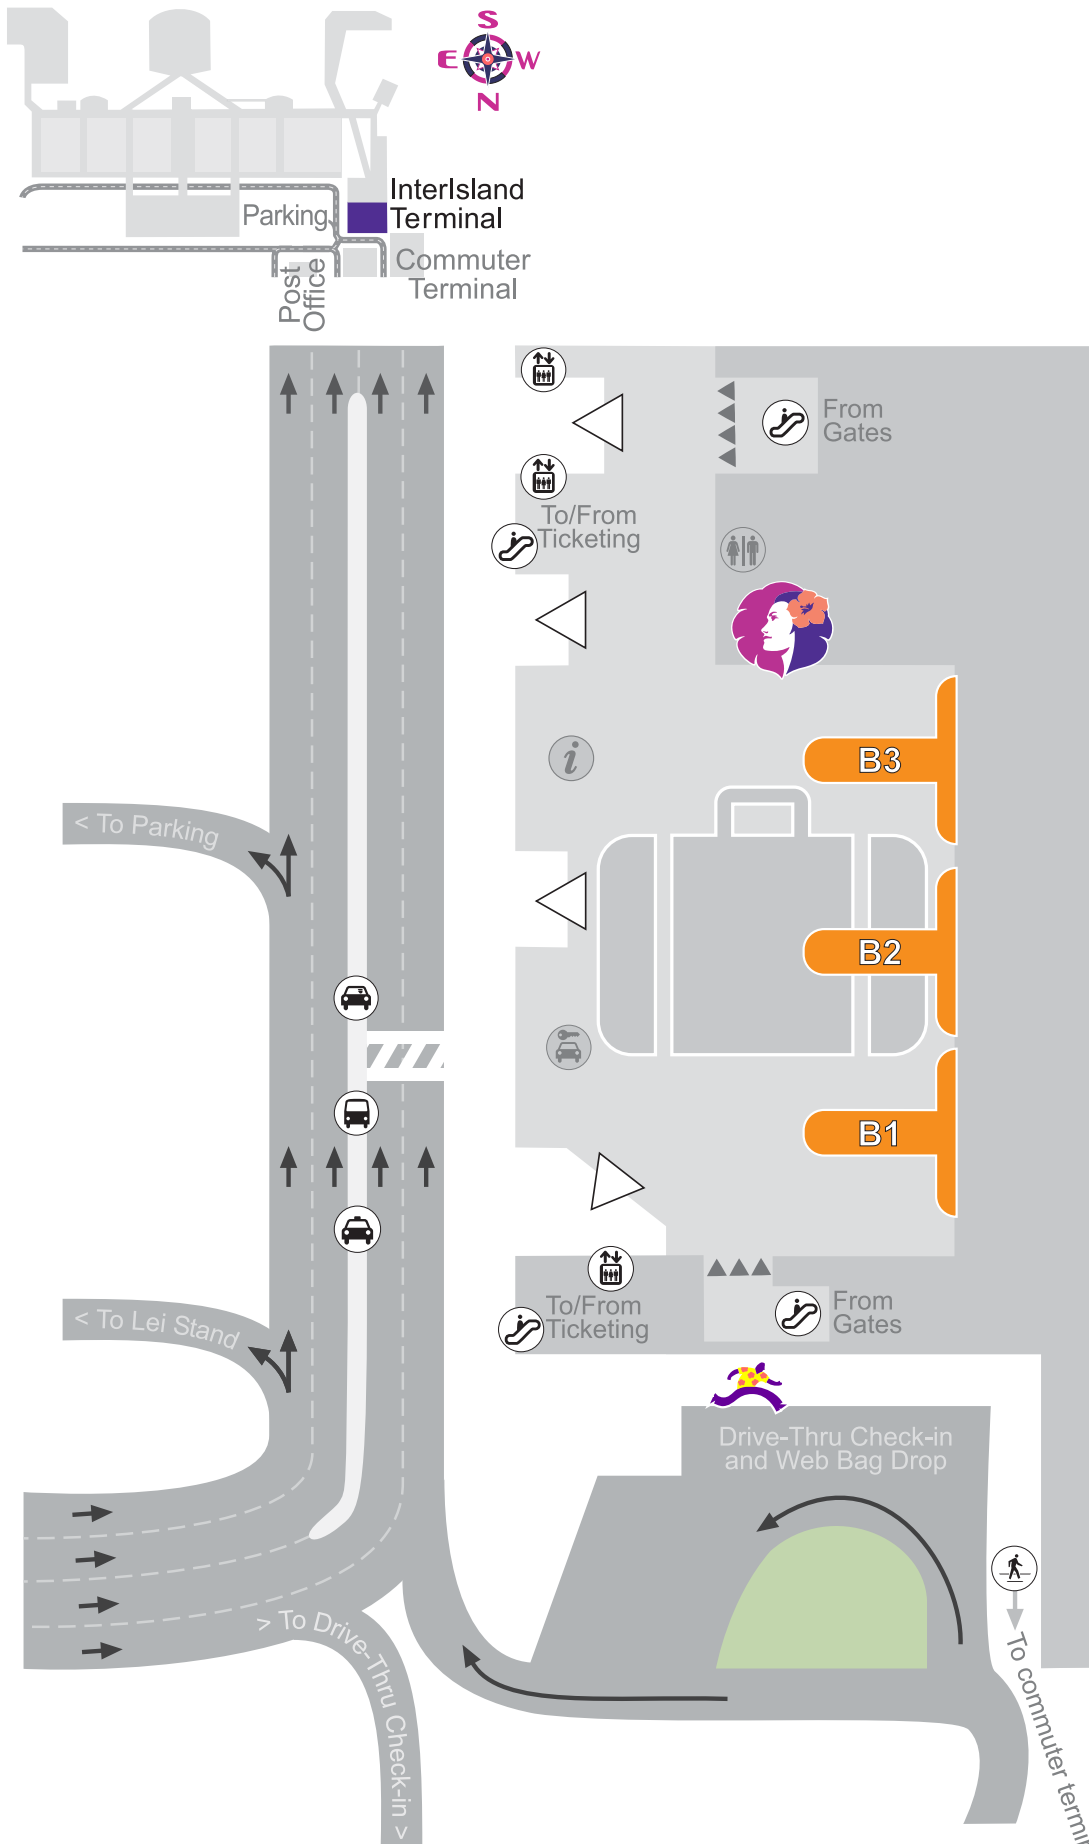 S
E
W
N
InterIsland
Terminal
Parking
Commuter
Terminal
Post
Office
From
Gates
To/From
Ticketing
i
B3
< To Parking
B2
B1
< To Lei Stand
To/From
Ticketing
From
Gates
Drive-Thru Check-in
and Web Bag Drop
> To Drive-Thru Check-in >
To commuter